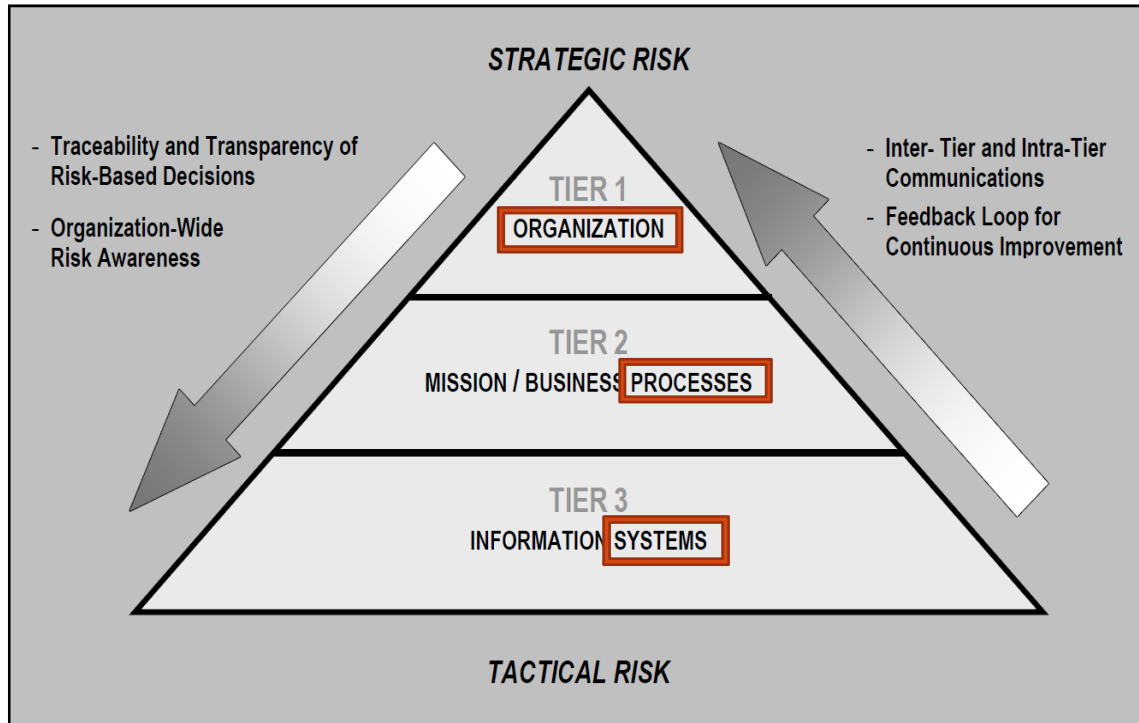 STRATEGIC RISK
- Traceability and Transparency of
Risk-Based Decisions
- Organization-Wide
Risk Awareness
- Inter- Tier and Intra-Tier
Communications
- Feedback Loop for
Continuous Improvement
TIER 1
ORGANIZATION
TIER 2
MISSION / BUSINESS PROCESSES
TIER 3
INFORMATION SYSTEMS
TACTICAL RISK